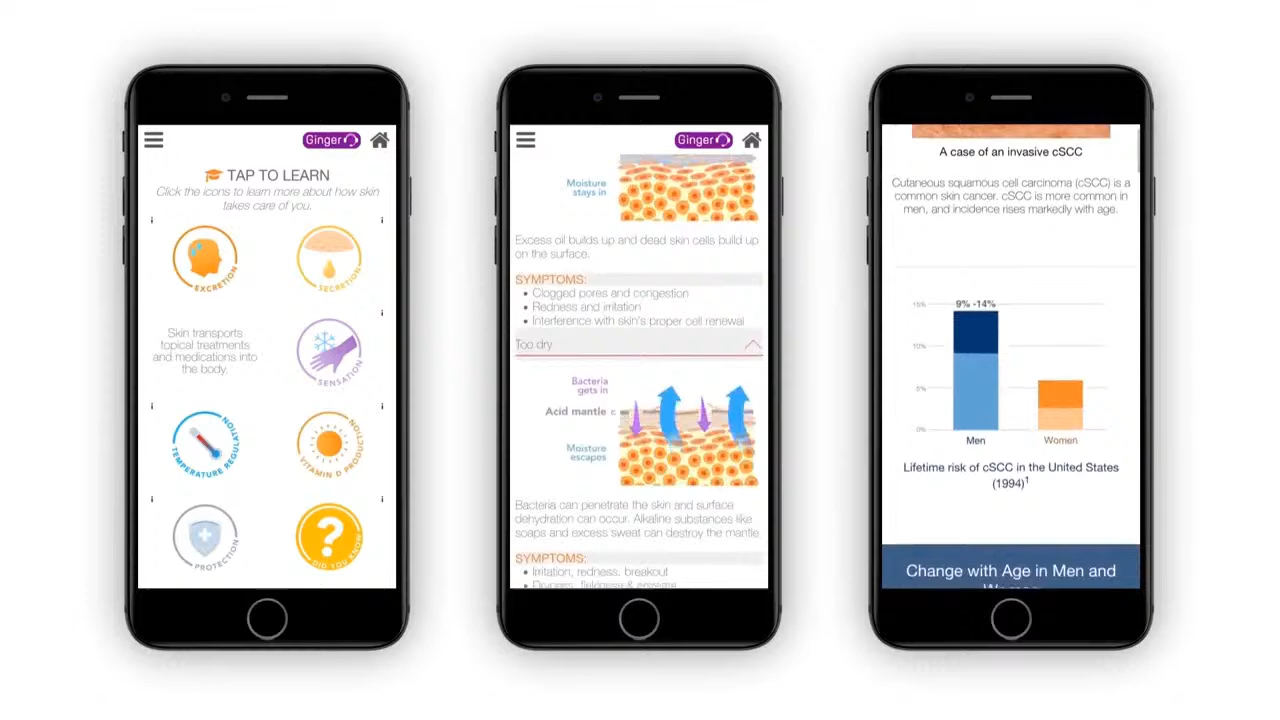 Ginger
TAP TO LEARN
Click the icons to learn more about how skin
takes care of you.
EXCRETION
SECRETION
Skin transports
topical treatments
and medications into
the body.
SENSATION
TEMPERATURE REGULATION
VITAMIN D PRODUCTION
PROTECTION
?
DID YOU KNOW
Ginger
Moisture
stays in
Excess oil builds up and dead skin cells build up
on the surface.
SYMPTOMS:
• Clogged pores and congestion
• Redness and irritation
• Interference with skin's proper cell renewal
Too dry
Bacteria
gets in
Acid mantle
Moisture
escapes
Bacteria can penetrate the skin and surface
dehydration can occur. Alkaline substances like
soaps and excess sweat can destroy the mantle
SYMPTOMS:
• Irritation, redness, breakout
A case of an invasive cSCC
Cutaneous squamous cell carcinoma (cSCC) is a
common skin cancer. cSCC is more common in
men, and incidence rises markedly with age.
15%
9% -14%
10%
5%
0%
Men
Women
Lifetime risk of cSCC in the United States
(1994)†
Change with Age in Men and
Women